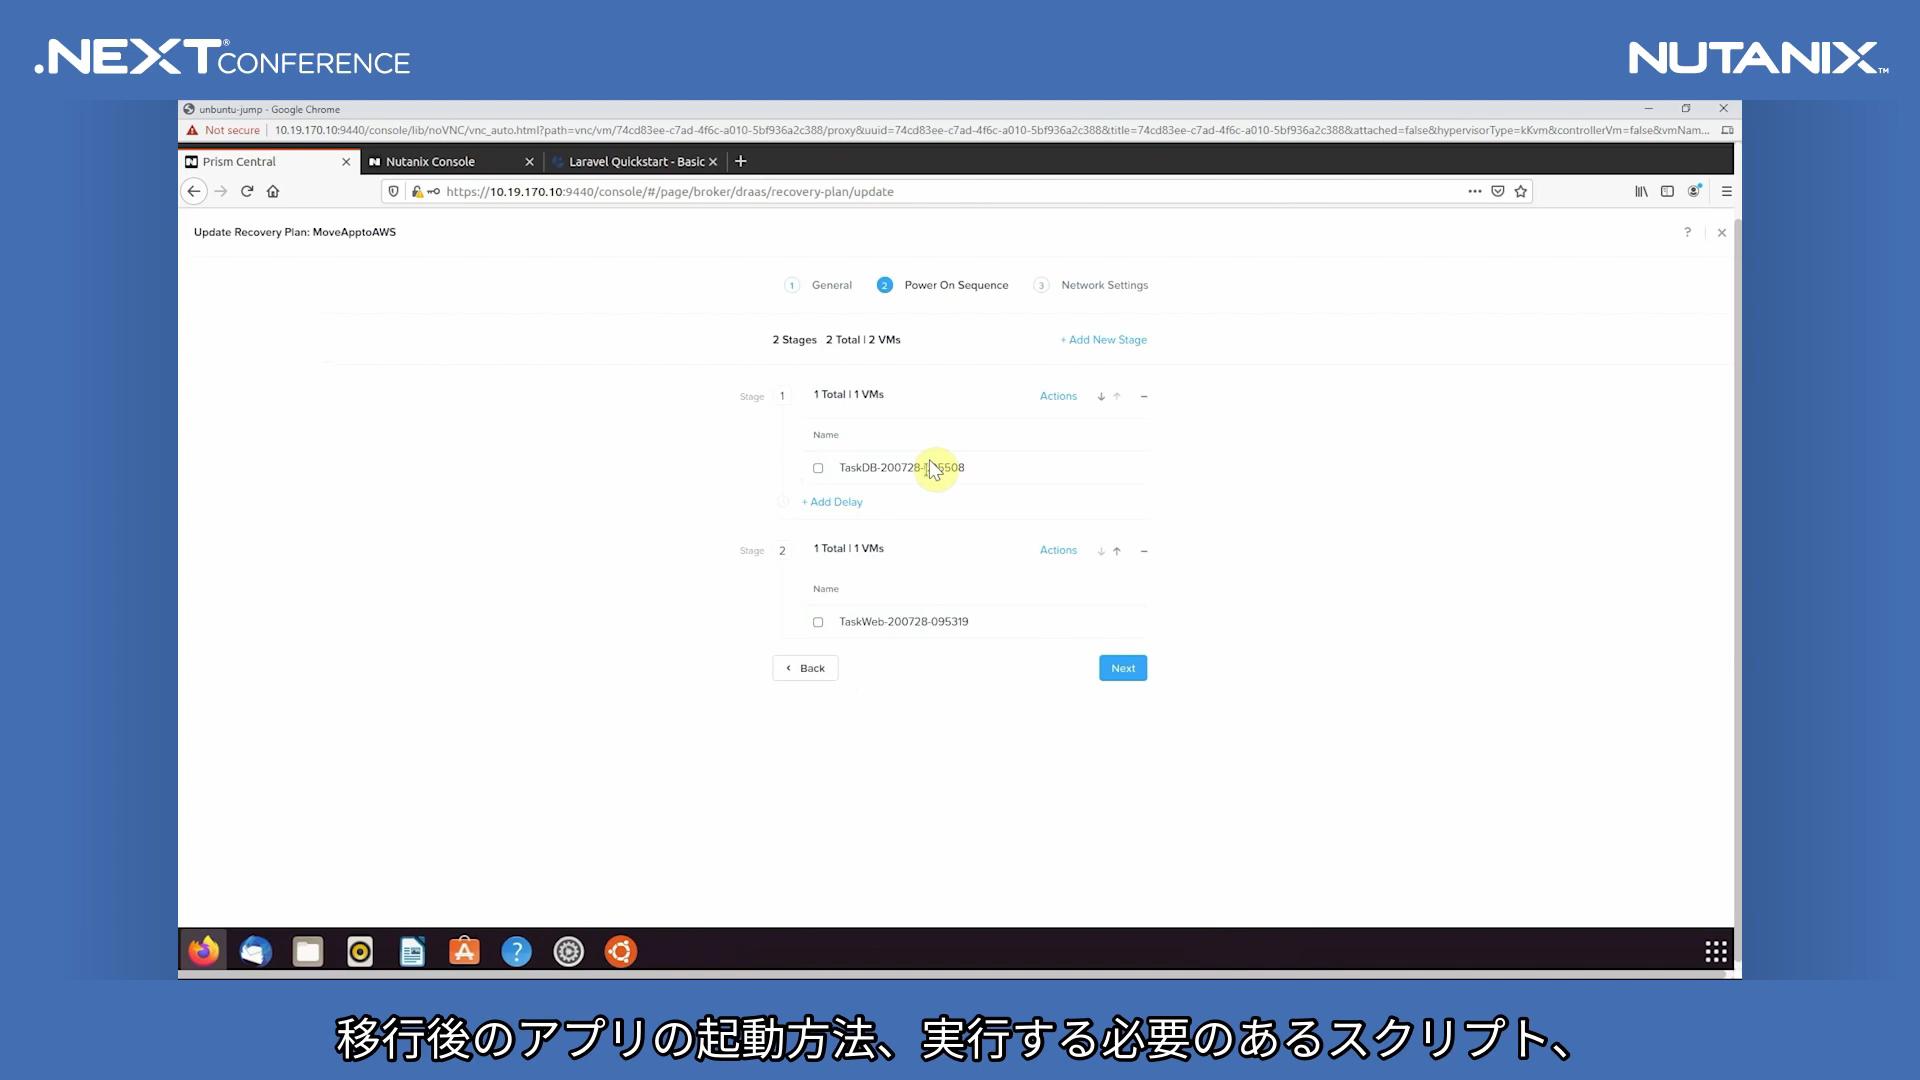 .NEXT® CONFERENCE
NUTANIX™
unbuntu-jump - Google Chrome
Not secure 10.19.170.10:9440/console/lib/noVNC/vnc_auto.html?path=vnc/vm/74cd83ee-c7ad-4f6c-a010-5bf936a2c388/proxy&uuid=74cd83ee-c7ad-4f6c-a010-5bf936a2c388&title=74cd83ee-c7ad-4f6c-a010-5bf936a2c388&attached=false&hypervisorType=kKvm&controllerVm=false&vmNam...
Prism Central
Nutanix Console
Laravel Quickstart - Basic
https://10.19.170.10:9440/console/#/page/broker/draas/recovery-plan/update
Update Recovery Plan: MoveApptoAWS
?
1 General 2 Power On Sequence 3 Network Settings
2 Stages 2 Total | 2 VMs + Add New Stage
Stage 1 1 Total | 1 VMs Actions
Name
+ Add Delay
Stage 2 1 Total | 1 VMs Actions
Name
TaskWeb-200728-095319
Back
Next
移行後のアプリの起動方法、実行する必要のあるスクリプト、